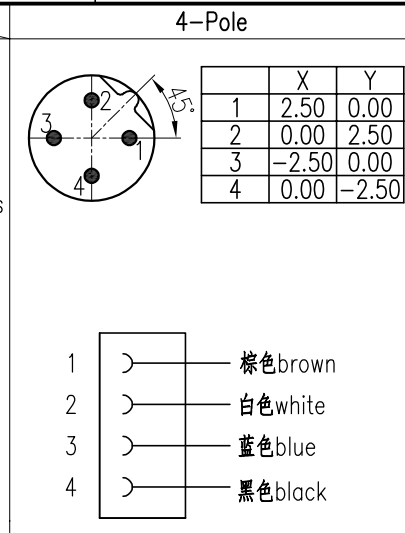 4-Pole
2
45°
3
1
4
X Y
1 2.50 0.00
2 0.00 2.50
3 -2.50 0.00
4 0.00 -2.50
s
1 棕色brown
2 白色white
3 蓝色blue
4 黑色black